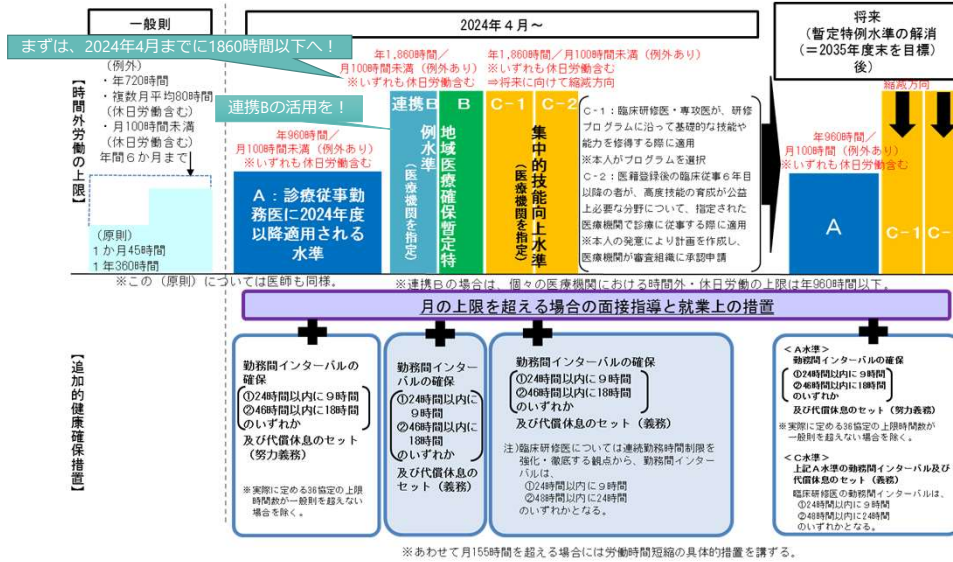 一般則
2024年４月～
将来
（暫定特例水準の解消
（＝2035年度末を目標）
後）
まずは、2024年4月までに1860時間以下へ！
連携Bの活用を！
【時間外労働の上限】
（例外）
・年720時間
・複数月平均80時間
（休日労働含む）
・月100時間未満
（休日労働含む）
年間６か月まで
（原則）
１か月45時間
１年360時間
年960時間／
月100時間未満（例外あり）
※いずれも休日労働含む
A：診療従事勤
務医に2024年度
以降適用される
水準
年1,860時間／
月100時間未満（例外あり）
※いずれも休日労働含む
連携B
B
例水準
（医療機関を指定）
地域医療確保暫定特
年1,860時間／月100時間未満（例外あり）
※いずれも休日労働含む
⇒将来に向けて縮減方向
C-1
C-2
集中的技能向上水準
（医療機関を指定）
C-1：臨床研修医・専攻医が、研修
プログラムに沿って基礎的な技能や
能力を修得する際に適用
※本人がプログラムを選択
C-2：医籍登録後の臨床従事６年目
以降の者が、高度技能の育成が公益
上必要な分野について、指定された
医療機関で診療に従事する際に適用
※本人の発意により計画を作成し、
医療機関が審査組織に承認申請
縮減方向
年960時間／
月100時間（例外あり）
※いずれも休日労働含む
A
C-1
C-
※この（原則）については医師も同様。
※連携Bの場合は、個々の医療機関における時間外・休日労働の上限は年960時間以下。
月の上限を超える場合の面接指導と就業上の措置
【追加的健康確保措置】
勤務間インターバルの
確保
①24時間以内に９時間
②46時間以内に18時間
のいずれか
及び代償休息のセット
（努力義務）
※実際に定める36協定の上限
時間数が一般則を超えない
場合を除く。
勤務間インター
バルの確保
①24時間以内に
９時間
②46時間以内に
18時間
のいずれか
及び代償休息の
セット（義務）
勤務間インターバルの確保
①24時間以内に９時間
②46時間以内に18時間
のいずれか
及び代償休息のセット（義務）
注）臨床研修医については連続勤務時間制限を
強化・徹底する観点から、勤務間インター
バルは、
①24時間以内に９時間
②48時間以内に24時間
のいずれかとなる。
＜A水準＞
勤務間インターバルの確保
①24時間以内に９時間
②46時間以内に18時間
のいずれか
及び代償休息のセット（努力義務）
※実際に定める36協定の上限時間数が
一般則を超えない場合を除く。
＜C水準＞
上記A水準の勤務間インターバル及び
代償休息のセット（義務）
臨床研修医の勤務間インターバルは、
①24時間以内に９時間
②48時間以内に24時間
のいずれかとなる。
※あわせて月155時間を超える場合には労働時間短縮の具体的措置を講ずる。